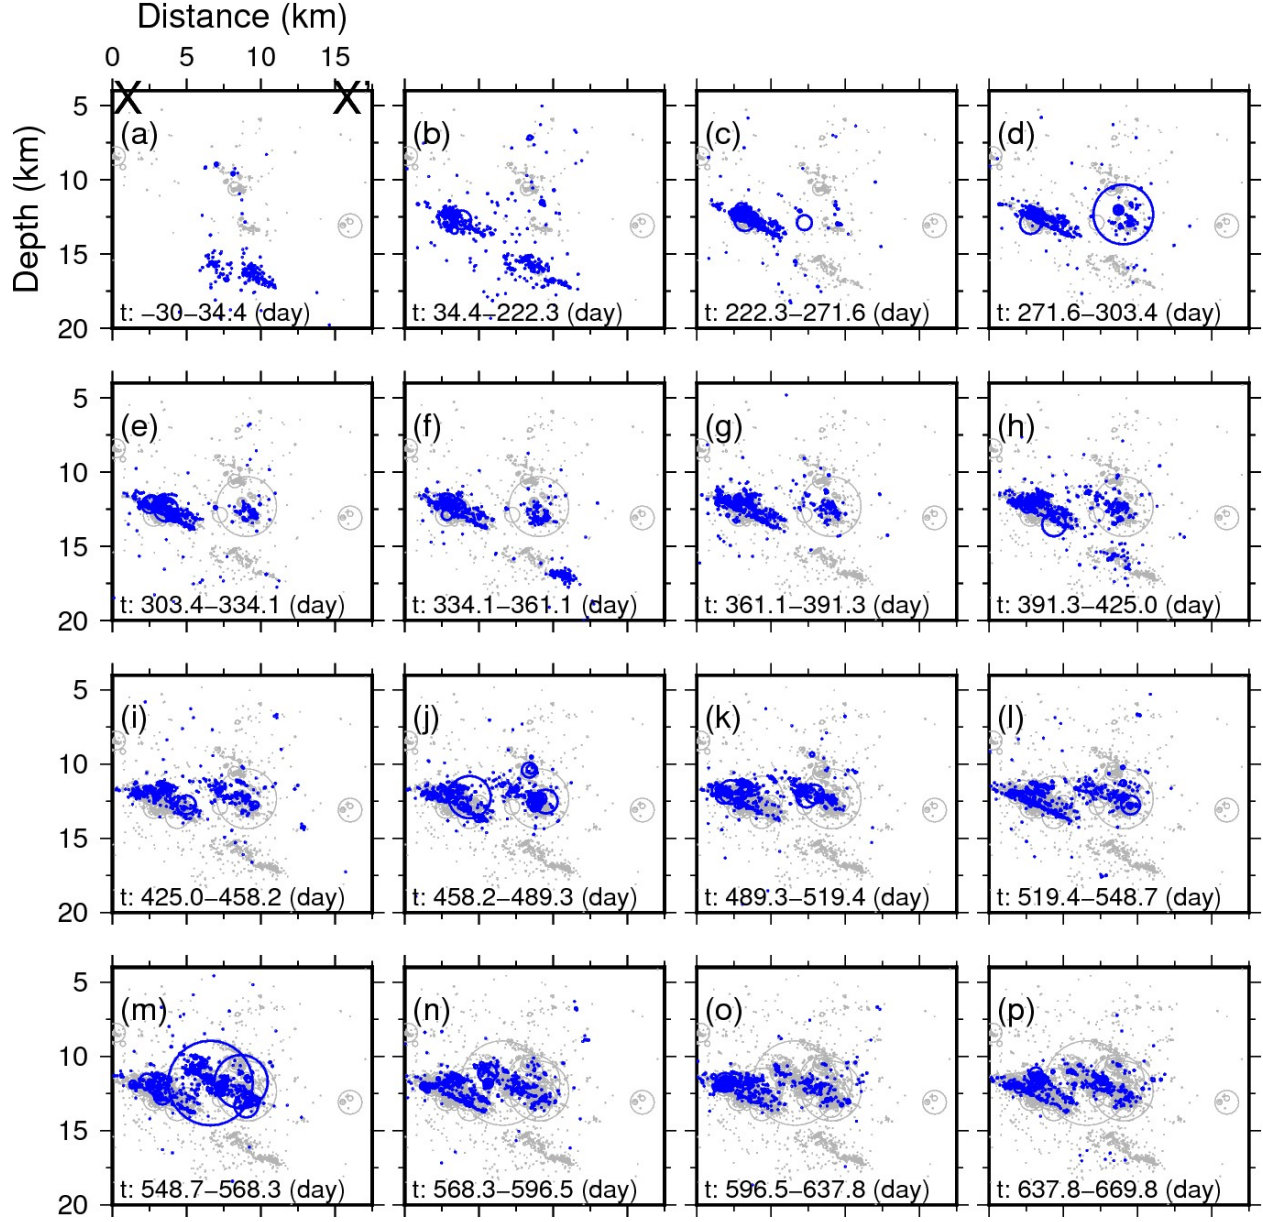 Distance (km)
0 5 10 15
X X'
Depth (km)
5
10
15
20
(a)
t: −30−34.4 (day)
(b)
t: 34.4−222.3 (day)
(c)
t: 222.3−271.6 (day)
(d)
t: 271.6−303.4 (day)
5
10
15
20
(e)
t: 303.4−334.1 (day)
(f)
t: 334.1−361.1 (day)
(g)
t: 361.1−391.3 (day)
(h)
t: 391.3−425.0 (day)
5
10
15
20
(i)
t: 425.0−458.2 (day)
(j)
t: 458.2−489.3 (day)
(k)
t: 489.3−519.4 (day)
(l)
t: 519.4−548.7 (day)
5
10
15
20
(m)
t: 548.7−568.3 (day)
(n)
t: 568.3−596.5 (day)
(o)
t: 596.5−637.8 (day)
(p)
t: 637.8−669.8 (day)